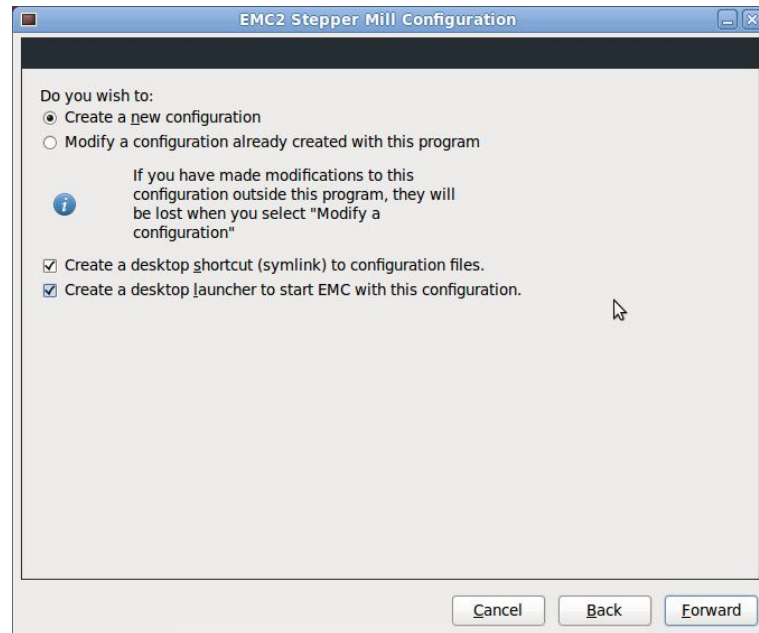 EMC2 Stepper Mill Configuration
Do you wish to:
Create a new configuration
Modify a configuration already created with this program
If you have made modifications to this
configuration outside this program, they will
be lost when you select "Modify a
configuration"
Create a desktop shortcut (symlink) to configuration files.
Create a desktop launcher to start EMC with this configuration.
Cancel Back Forward